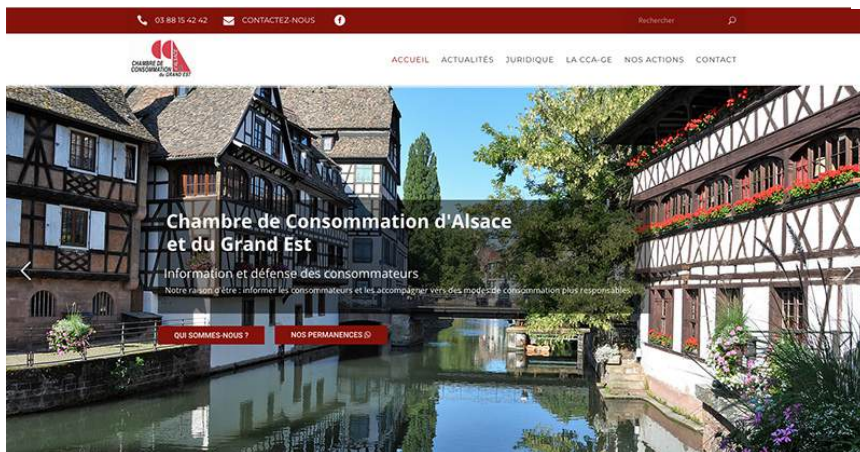 03 88 15 42 42 CONTACTEZ-NOUS Rechercher
CHAMBRE DE
CONSOMMATION
D'ALSACE
du GRAND EST
ACCUEIL ACTUALITÉS JURIDIQUE LA CCA-GE NOS ACTIONS CONTACT
Chambre de Consommation d'Alsace
et du Grand Est
Information et défense des consommateurs
Notre raison d'être : informer les consommateurs et les accompagner vers des modes de consommation plus responsables.
QUI SOMMES-NOUS ? NOS PERMANENCES